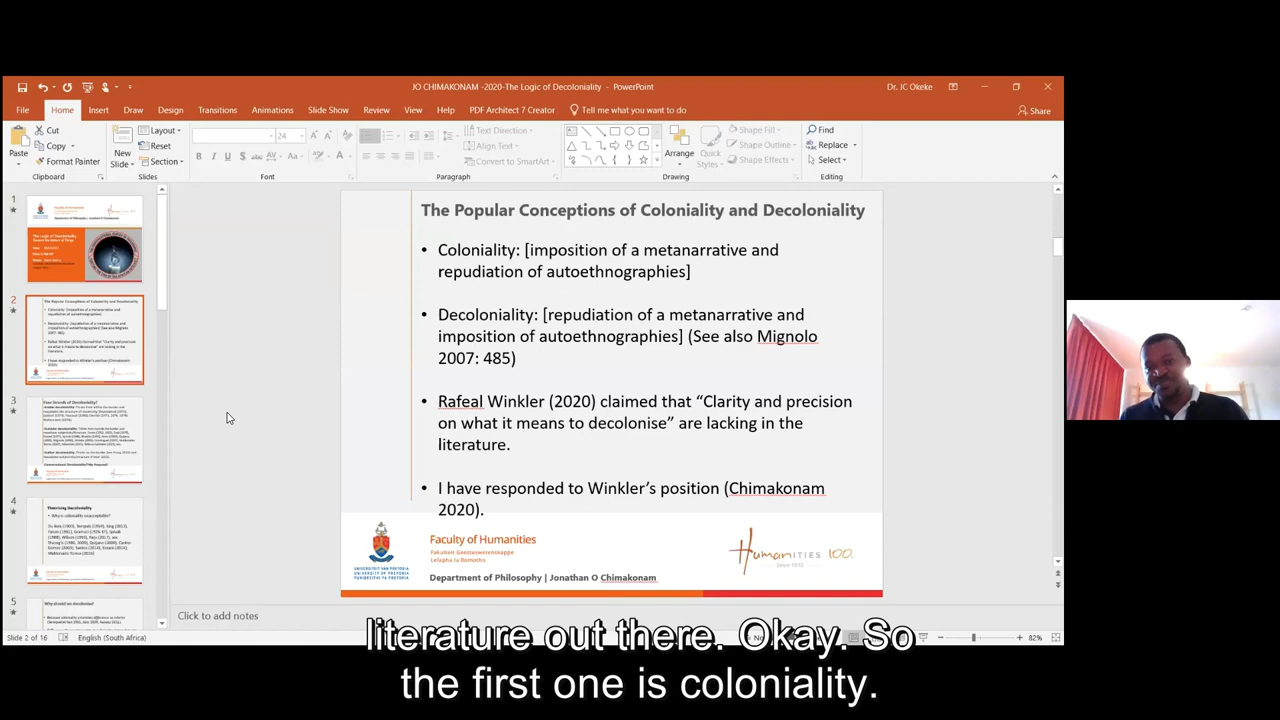 JO CHIMAKONAM -2020-The Logic of Decoloniality - PowerPoint
Dr. JC Okeke
File Home Insert Draw Design Transitions Animations Slide Show Review View Help PDF Architect 7 Creator Tell me what you want to do
Share
Paste
Cut
Copy
Format Painter
Clipboard
New
Slide
Layout
Reset
Section
Slides
24
B I U S abc AV Aa A
Font
Text Direction
Align Text
Convert to SmartArt
Paragraph
Arrange
Quick
Styles
Shape Fill
Shape Outline
Shape Effects
Drawing
Find
Replace
Select
Editing
1
2
3
4
5
The Popular Conceptions of Coloniality and Decoloniality
• Coloniality: [imposition of a metanarrative and
repudiation of autoethnographies]
• Decoloniality: [repudiation of a metanarrative and
imposition of autoethnographies] (See also Mignolo
2007: 485)
• Rafeal Winkler (2020) claimed that “Clarity and precision
on what it means to decolonise” are lacking in the
literature.
• I have responded to Winkler’s position (Chimakonam
2020).
UNIVERSITEIT VAN PRETORIA
UNIVERSITY OF PRETORIA
YUNIBESITHI YA PRETORIA
Faculty of Humanities
Fakulteit Geesteswetenskappe
Lefapha la Bomotho
Department of Philosophy | Jonathan O Chimakonam
Humanities 100
Since 1919
Click to add notes
Slide 2 of 16
English (South Africa)
82%
literature out there. Okay. So
the first one is coloniality.